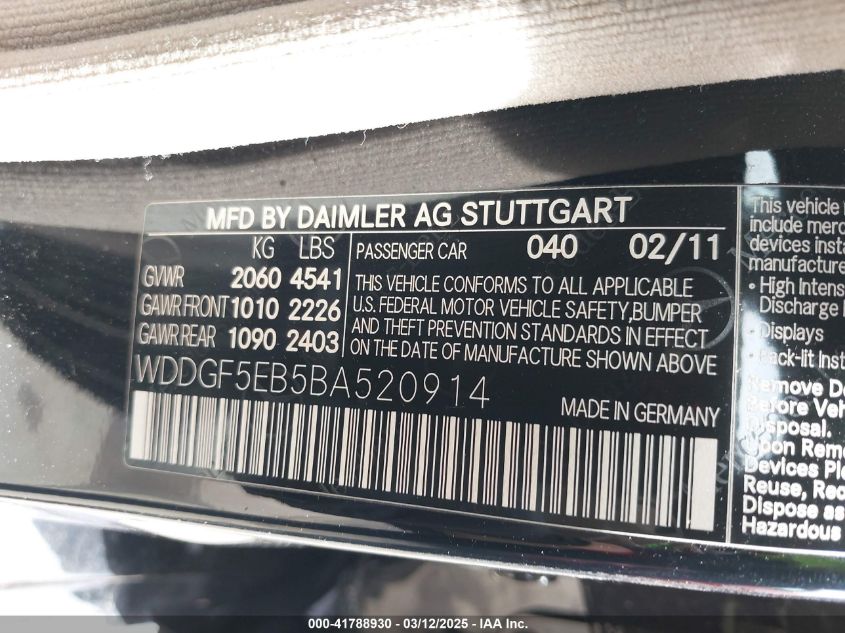 MFD BY DAIMLER AG STUTTGART
KG LBS
GVWR 2060 4541
GAWR FRONT 1010 2226
GAWR REAR 1090 2403
PASSENGER CAR 040 02/11
THIS VEHICLE CONFORMS TO ALL APPLICABLE
U.S. FEDERAL MOTOR VEHICLE SAFETY,BUMPER
AND THEFT PREVENTION STANDARDS IN EFFECT
ON THE DATE OF MANUFACTURE SHOWN ABOVE
WDDGF5EB5BA520914
MADE IN GERMANY
This vehicle
include merc
devices insta
manufacture
• High Intens
Discharge
• Displays
Back-lit Inst
Remove De
Before Veh
Disposal.
Upon Remo
Devices Ple
Reuse, Rec
Dispose as
Hazardous
000-41788930 - 03/12/2025 - IAA Inc.